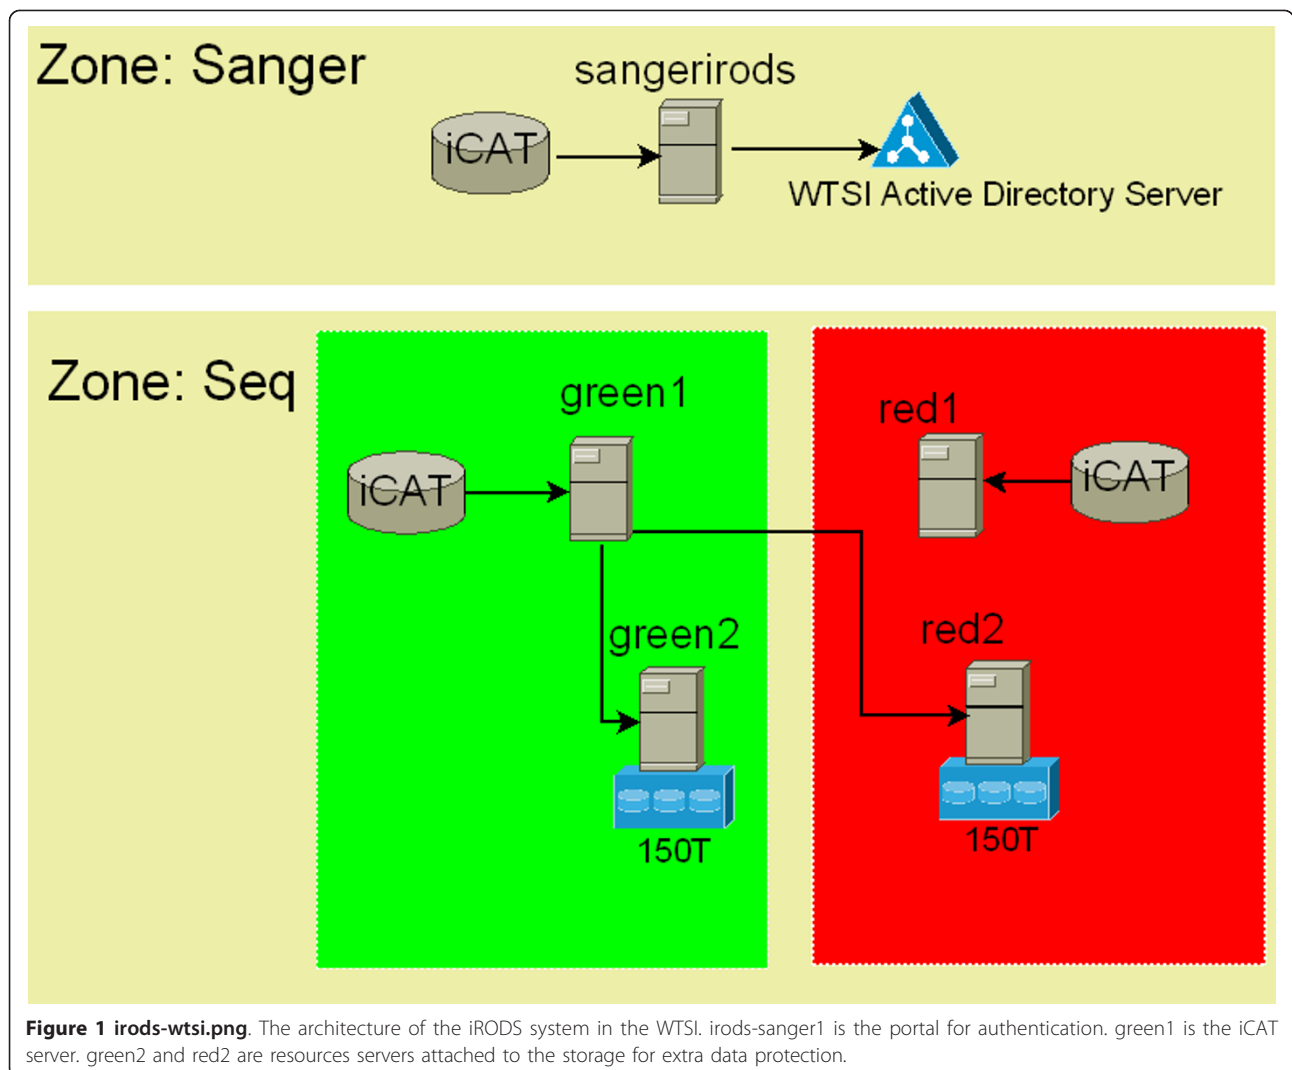 Zone: Sanger
sangerirods
iCAT
WTSI Active Directory Server
Zone: Seq
green1
red1
iCAT
iCAT
green2
red2
150T
150T
Figure 1 irods-wtsi.png. The architecture of the iRODS system in the WTSI. irods-sanger1 is the portal for authentication. green1 is the iCAT
server. green2 and red2 are resources servers attached to the storage for extra data protection.